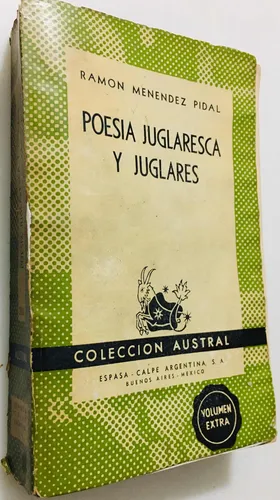 RAMON MENENDEZ PIDAL
POESIA JUGLARESCA
Y JUGLARES
COLECCION AUSTRAL
ESPASA - CALPE ARGENTINA, S. A.
BUENOS AIRES - MEXICO
VOLUMEN
EXTRA